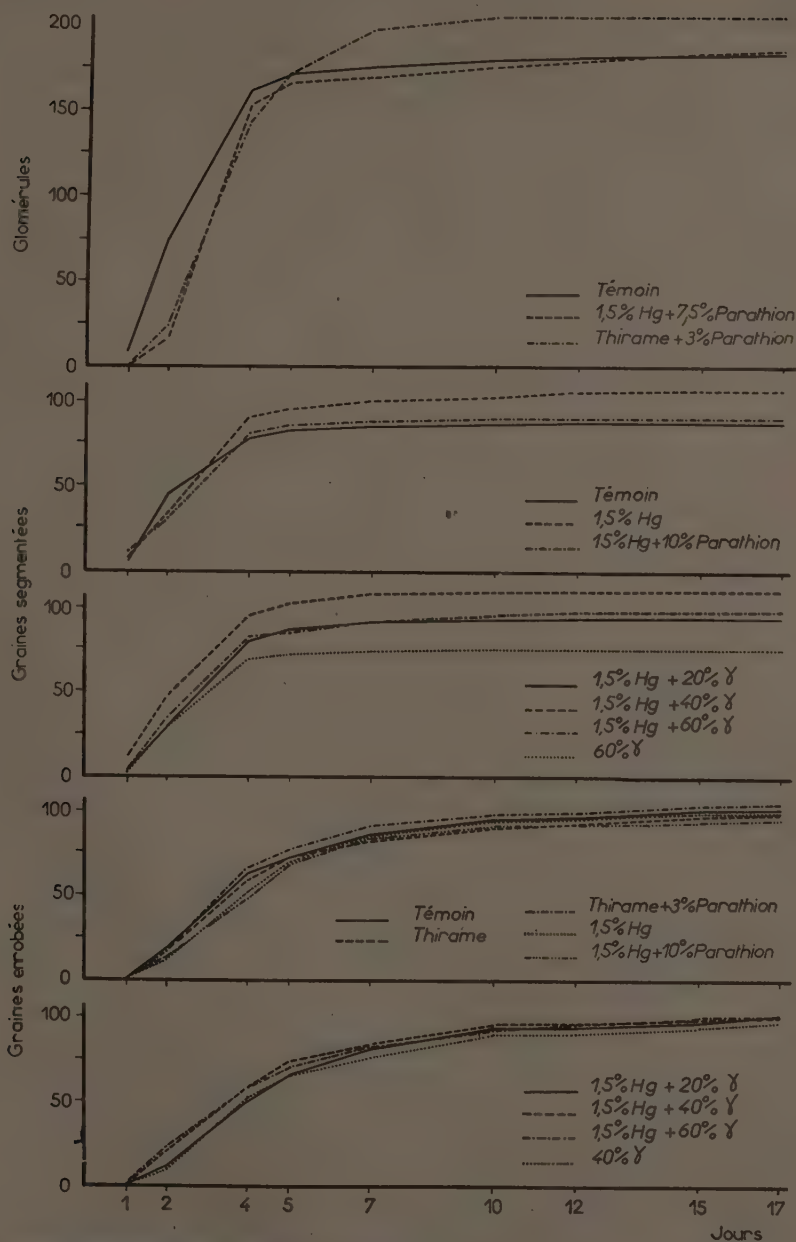 200
150
100
50
0
Glomérules
Témoin
1,5% Hg+7,5% Parathion
Thirame+3% Parathion
100
50
0
Graines segmentées
Témoin
1,5% Hg
15% Hg+10% Parathion
100
50
0
1,5% Hg + 20% γ
1,5% Hg +40% γ
1,5% Hg +60% γ
60% γ
100
50
0
Graines enrobées
Témoin
Thirame
Thirame+3% Parathion
1,5% Hg
1,5% Hg+10% Parathion
100
50
0
1,5% Hg + 20% γ
1,5% Hg + 40% γ
1,5% Hg +60% γ
40% γ
1 2 4 5 7 10 12 15 17
Jours